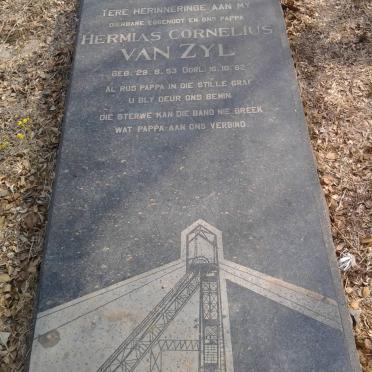 TERE HERINNERINGE AAN MY
DIERBARE EGGENOOT EN ONS PAPPA
HERMIAS CORNELIUS
VAN ZYL
GEB. 29. 8. 53 OORL. 16. 10. 82
AL RUS PAPPA IN DIE STILLE GRAF
U BLY DEUR ONS BEMIN
DIE STERWE KAN DIE BAND NIE BREEK
WAT PAPPA AAN ONS VERBIND